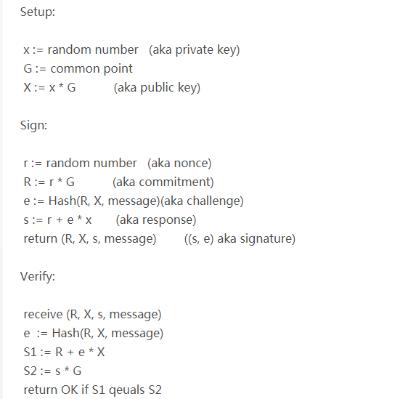 Setup:
x := random number (aka private key)
G := common point
X := x * G (aka public key)
Sign:
r := random number (aka nonce)
R := r * G (aka commitment)
e := Hash(R, X, message)(aka challenge)
s := r + e * x (aka response)
return (R, X, s, message) ((s, e) aka signature)
Verify:
receive (R, X, s, message)
e := Hash(R, X, message)
S1 := R + e * X
S2 := s * G
return OK if S1 qeuals S2